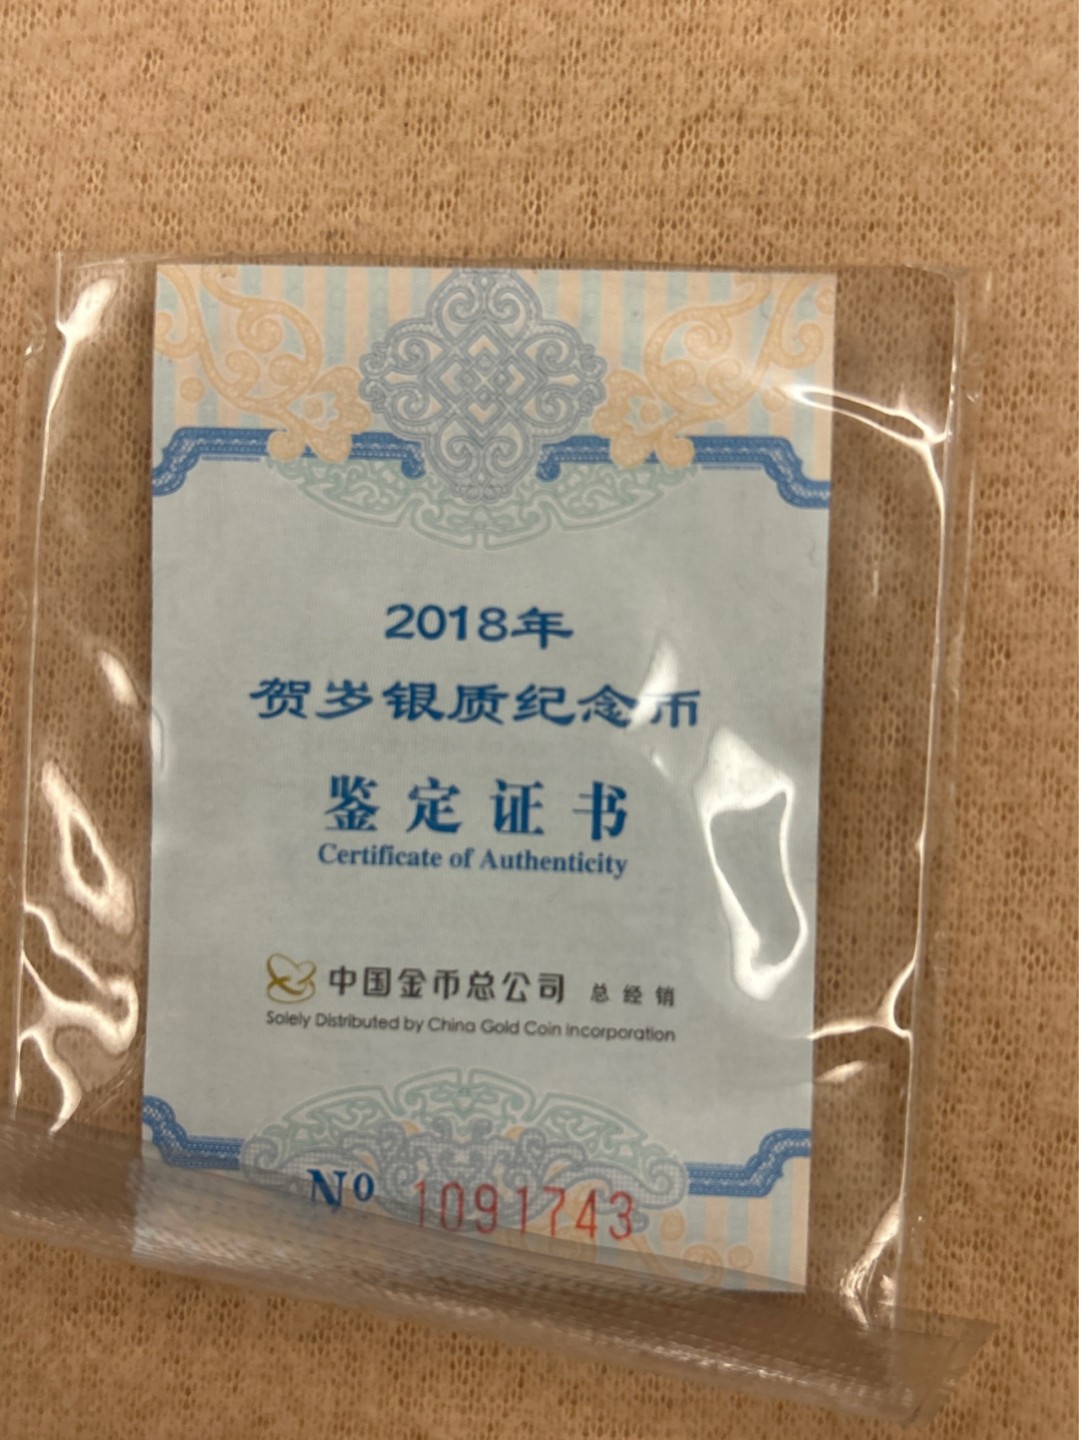 2018年
贺岁银质纪念币
鉴定证书
Certificate of Authenticity
中国金币总公司 总经销
Solely Distributed by China Gold Coin Incorporation
Nº 1091743